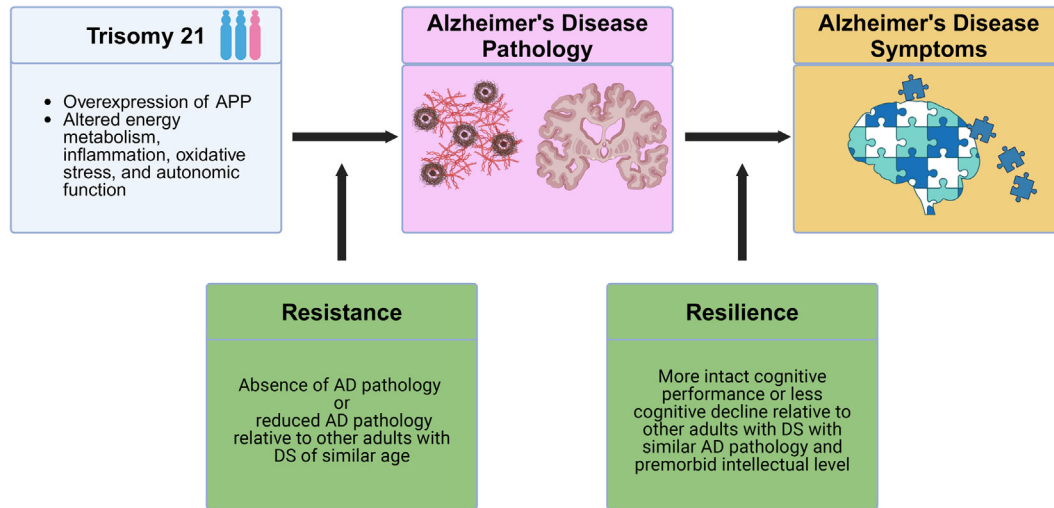 Trisomy 21
• Overexpression of APP
• Altered energy
metabolism,
inflammation, oxidative
stress, and autonomic
function
Alzheimer's Disease
Pathology
Alzheimer's Disease
Symptoms
Resistance
Absence of AD pathology
or
reduced AD pathology
relative to other adults with
DS of similar age
Resilience
More intact cognitive
performance or less
cognitive decline relative to
other adults with DS with
similar AD pathology and
premorbid intellectual level